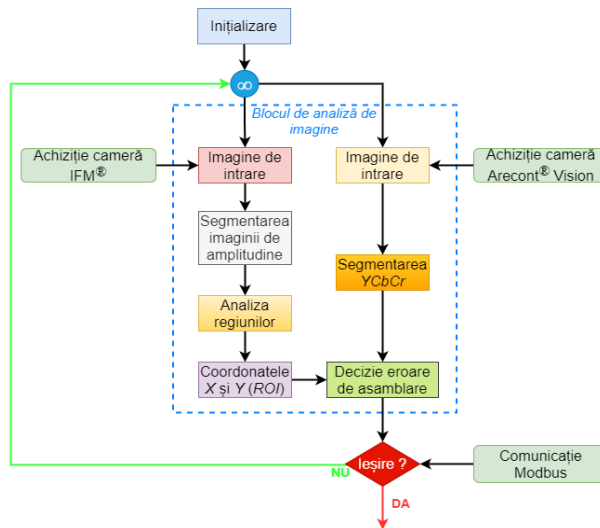 Inițializare
∞
Blocul de analiză de
imagine
Achiziție cameră
IFM®
Imagine de
intrare
Imagine de
intrare
Achiziție cameră
Arecont® Vision
Segmentarea
imaginii de
amplitudine
Segmentarea
YCbCr
Analiza
regiunilor
Coordonatele
X și Y (ROI)
Decizie eroare
de asamblare
Ieșire ?
Comunicație
Modbus
NU
DA